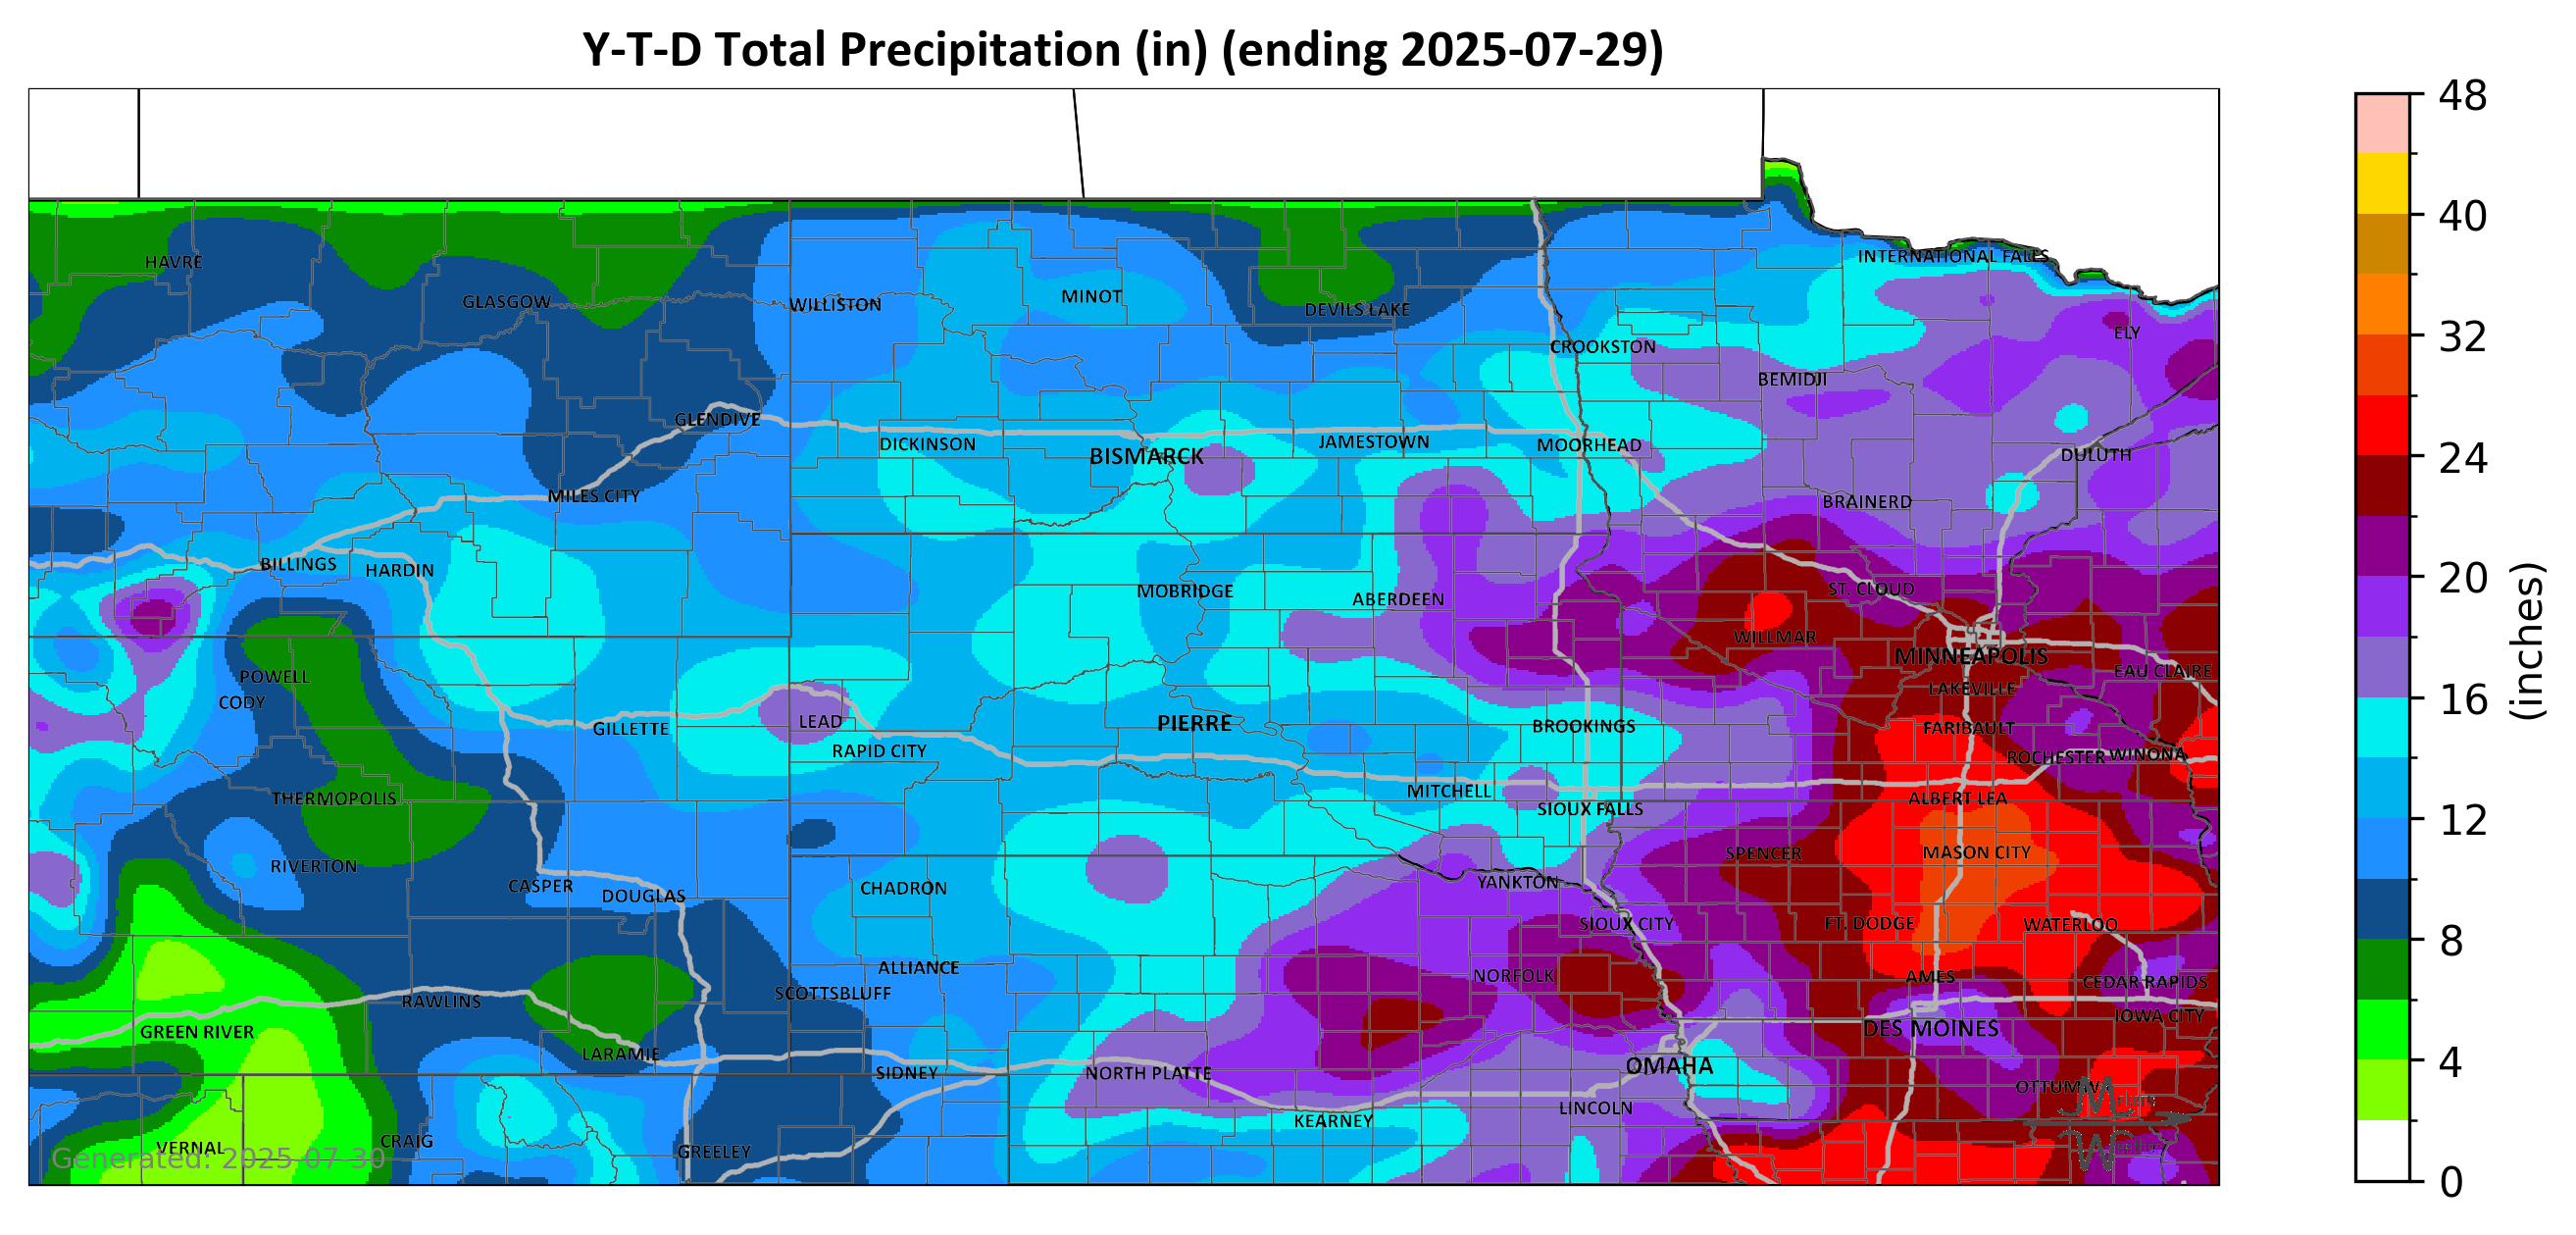 Y-T-D Total Precipitation (in) (ending 2025-07-29)
48
40
32
24
20
16
12
8
4
0
(inches)
HAVRE
GLASGOW
WILLISTON
MINOT
DEVILS LAKE
INTERNATIONAL FALLS
ELY
CROOKSTON
BEMIDJI
GLENDIVE
DICKINSON
BISMARCK
JAMESTOWN
MOORHEAD
DULUTH
MILES CITY
BRAINERD
BILLINGS
HARDIN
MOBRIDGE
ABERDEEN
ST. CLOUD
WILLMAR
MINNEAPOLIS
EAU CLAIRE
POWELL
CODY
LAKEVILLE
GILLETTE
LEAD
PIERRE
BROOKINGS
FARIBAULT
RAPID CITY
ROCHESTER
WINONA
THERMOPOLIS
MITCHELL
SIOUX FALLS
ALBERT LEA
RIVERTON
SPENCER
MASON CITY
CASPER
DOUGLAS
CHADRON
YANKTON
SIOUX CITY
FT. DODGE
WATERLOO
ALLIANCE
NORFOLK
AMES
CEDAR RAPIDS
RAWLINS
SCOTTSBLUFF
GREEN RIVER
IOWA CITY
DES MOINES
LARAMIE
SIDNEY
NORTH PLATTE
OMAHA
LINCOLN
KEARNEY
VERNAL
CRAIG
GREELEY
Generated: 2025-07-30